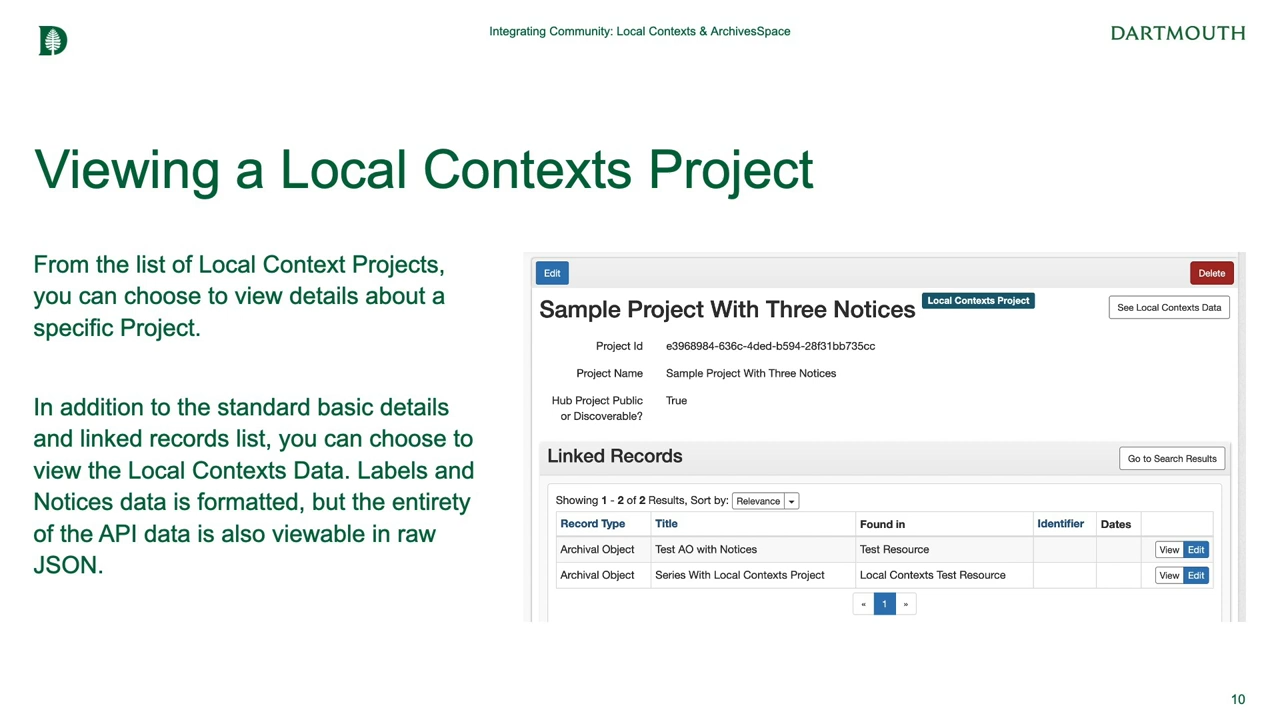 D
Integrating Community: Local Contexts & ArchivesSpace
DARTMOUTH
Viewing a Local Contexts Project
From the list of Local Context Projects,
you can choose to view details about a
specific Project.
In addition to the standard basic details
and linked records list, you can choose to
view the Local Contexts Data. Labels and
Notices data is formatted, but the entirety
of the API data is also viewable in raw
JSON.
Edit
Delete
Sample Project With Three Notices
Local Contexts Project
See Local Contexts Data
Project Id e3968984-636c-4ded-b594-28f31bb735cc
Project Name Sample Project With Three Notices
Hub Project Public True
or Discoverable?
Linked Records
Go to Search Results
Showing 1 - 2 of 2 Results, Sort by: Relevance
Record Type Title Found in Identifier Dates
Archival Object Test AO with Notices Test Resource View Edit
Archival Object Series With Local Contexts Project Local Contexts Test Resource View Edit
« 1 »
10